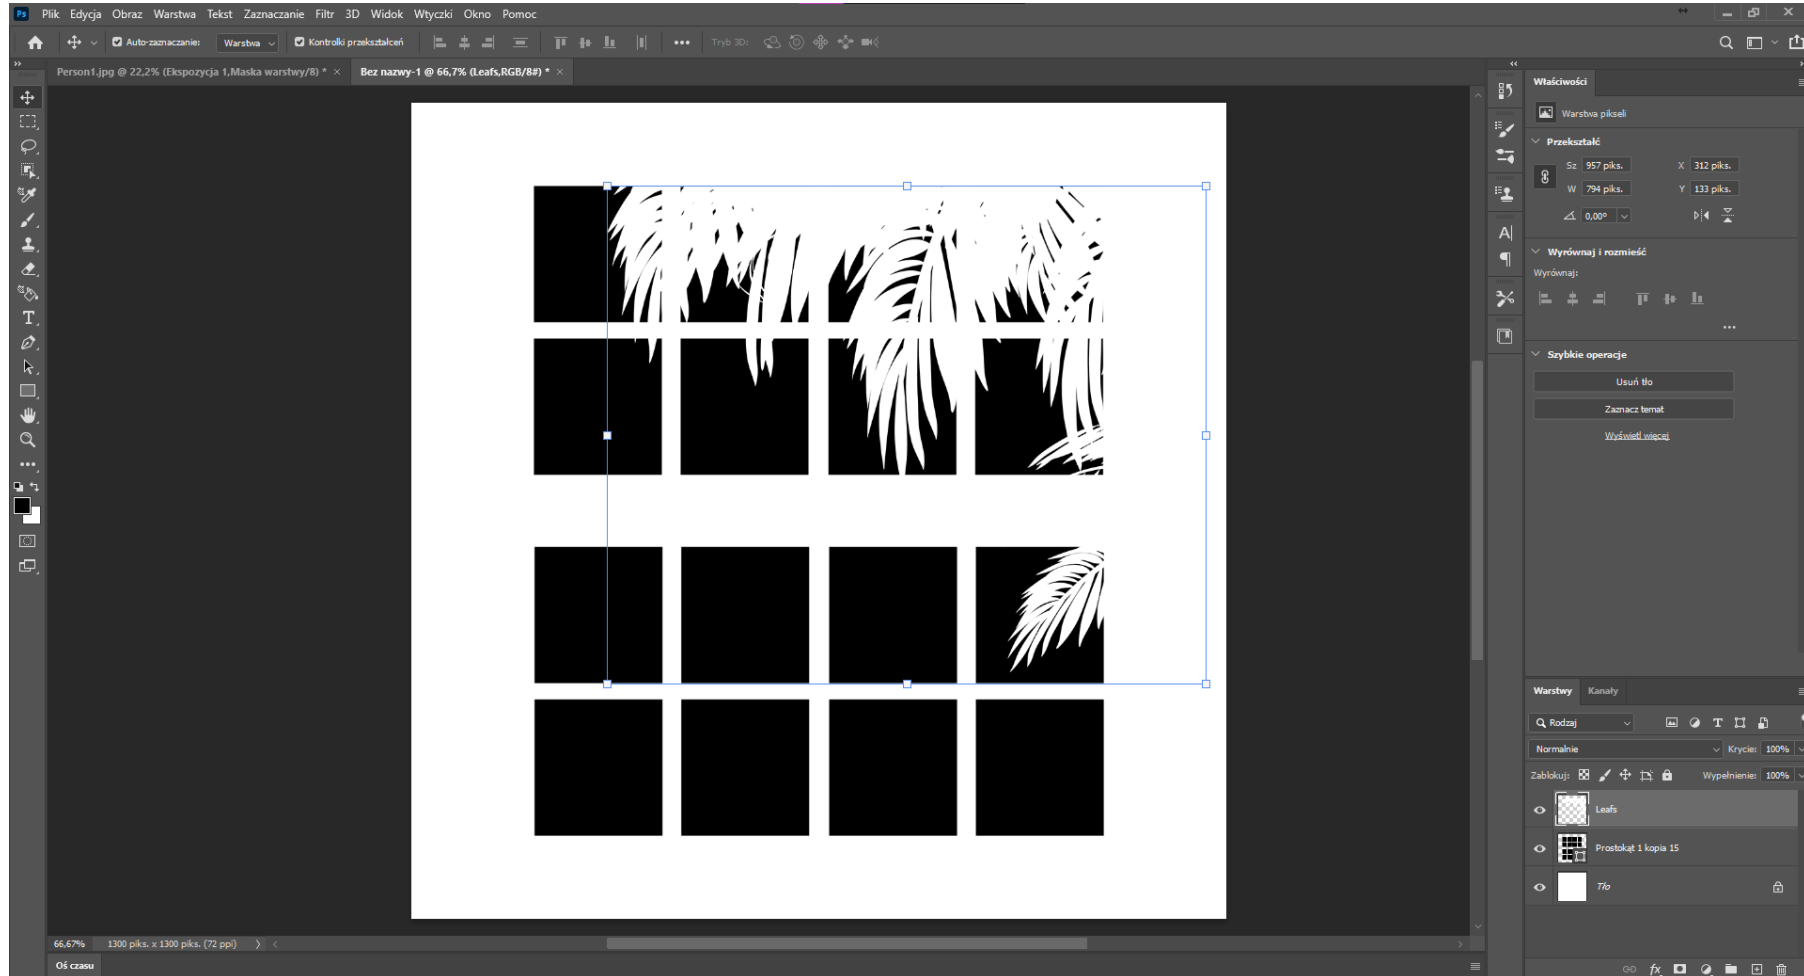 Ps Plik Edycja Obraz Warstwa Tekst Zaznaczanie Filtr 3D Widok Wtyczki Okno Pomoc
Auto-zaznaczanie: Warstwa Kontrolki przekształceń Tryb 3D:
Person1.jpg @ 22,2% (Ekspozycja 1,Maska warstwy/8) * × Bez nazwy-1 @ 66,7% (Leafs,RGB/8#) * ×
Właściwości
Warstwa pikseli
Przekształć
Sz 957 piks. X 312 piks.
W 794 piks. Y 133 piks.
0,00°
Wyrównaj i rozmieść
Wyrównaj:
Szybkie operacje
Usuń tło
Zaznacz temat
Wyświetl więcej
Warstwy Kanały
Rodzaj
Normalnie Krycie: 100%
Zablokuj: Wypełnienie: 100%
Leafs
Prostokąt 1 kopia 15
Tło
66,67% 1300 piks. x 1300 piks. (72 ppi)
Oś czasu